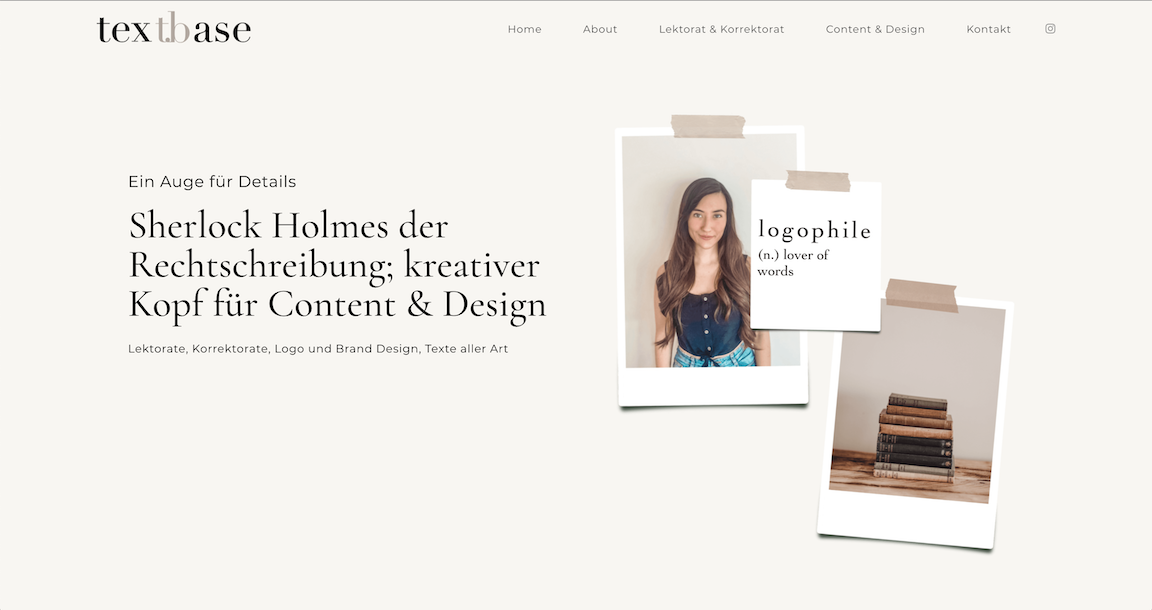 textbase
Home About Lektorat & Korrektorat Content & Design Kontakt
Ein Auge für Details
Sherlock Holmes der
Rechtschreibung; kreativer
Kopf für Content & Design
Lektorate, Korrektorate, Logo und Brand Design, Texte aller Art
logophile
(n.) lover of
words